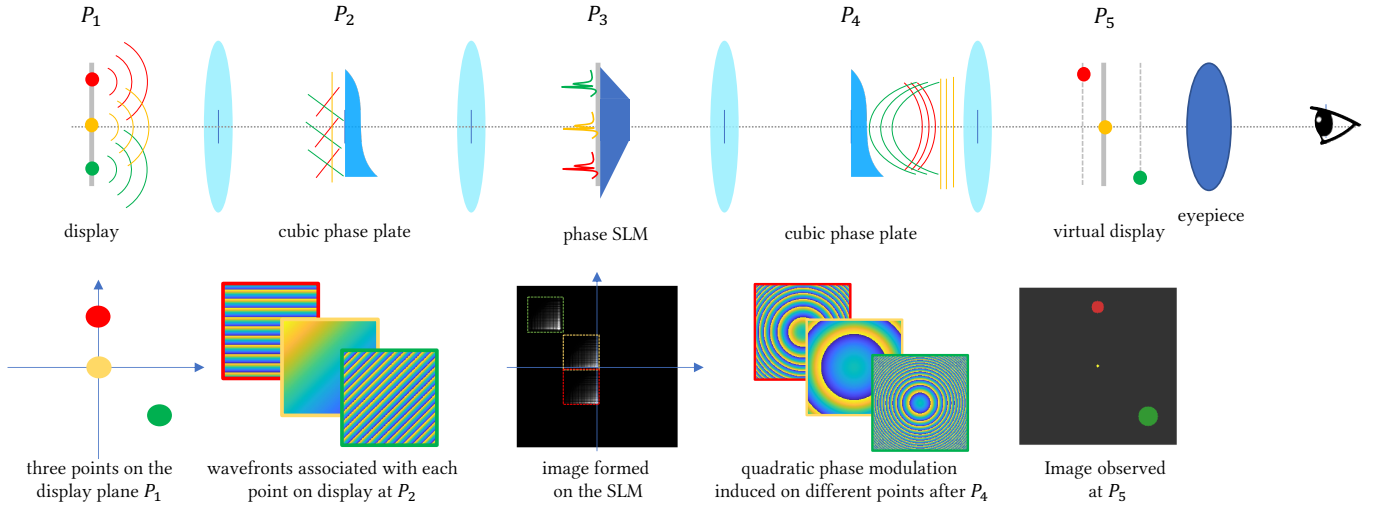 P₁ P₂ P₃ P₄ P₅
display
cubic phase plate
phase SLM
cubic phase plate
virtual display
eyepiece
three points on the
display plane P₁
wavefronts associated with each
point on display at P₂
image formed
on the SLM
quadratic phase modulation
induced on different points after P₄
Image observed
at P₅